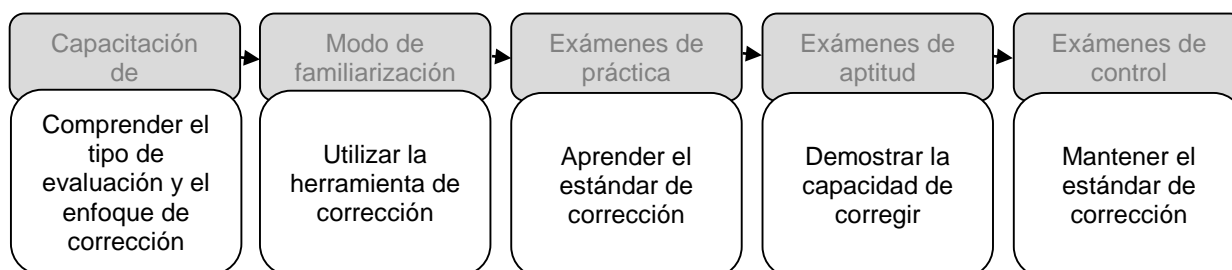 Capacitación
de
Comprender el
tipo de
evaluación y el
enfoque de
corrección
Modo de
familiarización
Utilizar la
herramienta de
corrección
Exámenes de
práctica
Aprender el
estándar de
corrección
Exámenes de
aptitud
Demostrar la
capacidad de
corregir
Exámenes de
control
Mantener el
estándar de
corrección